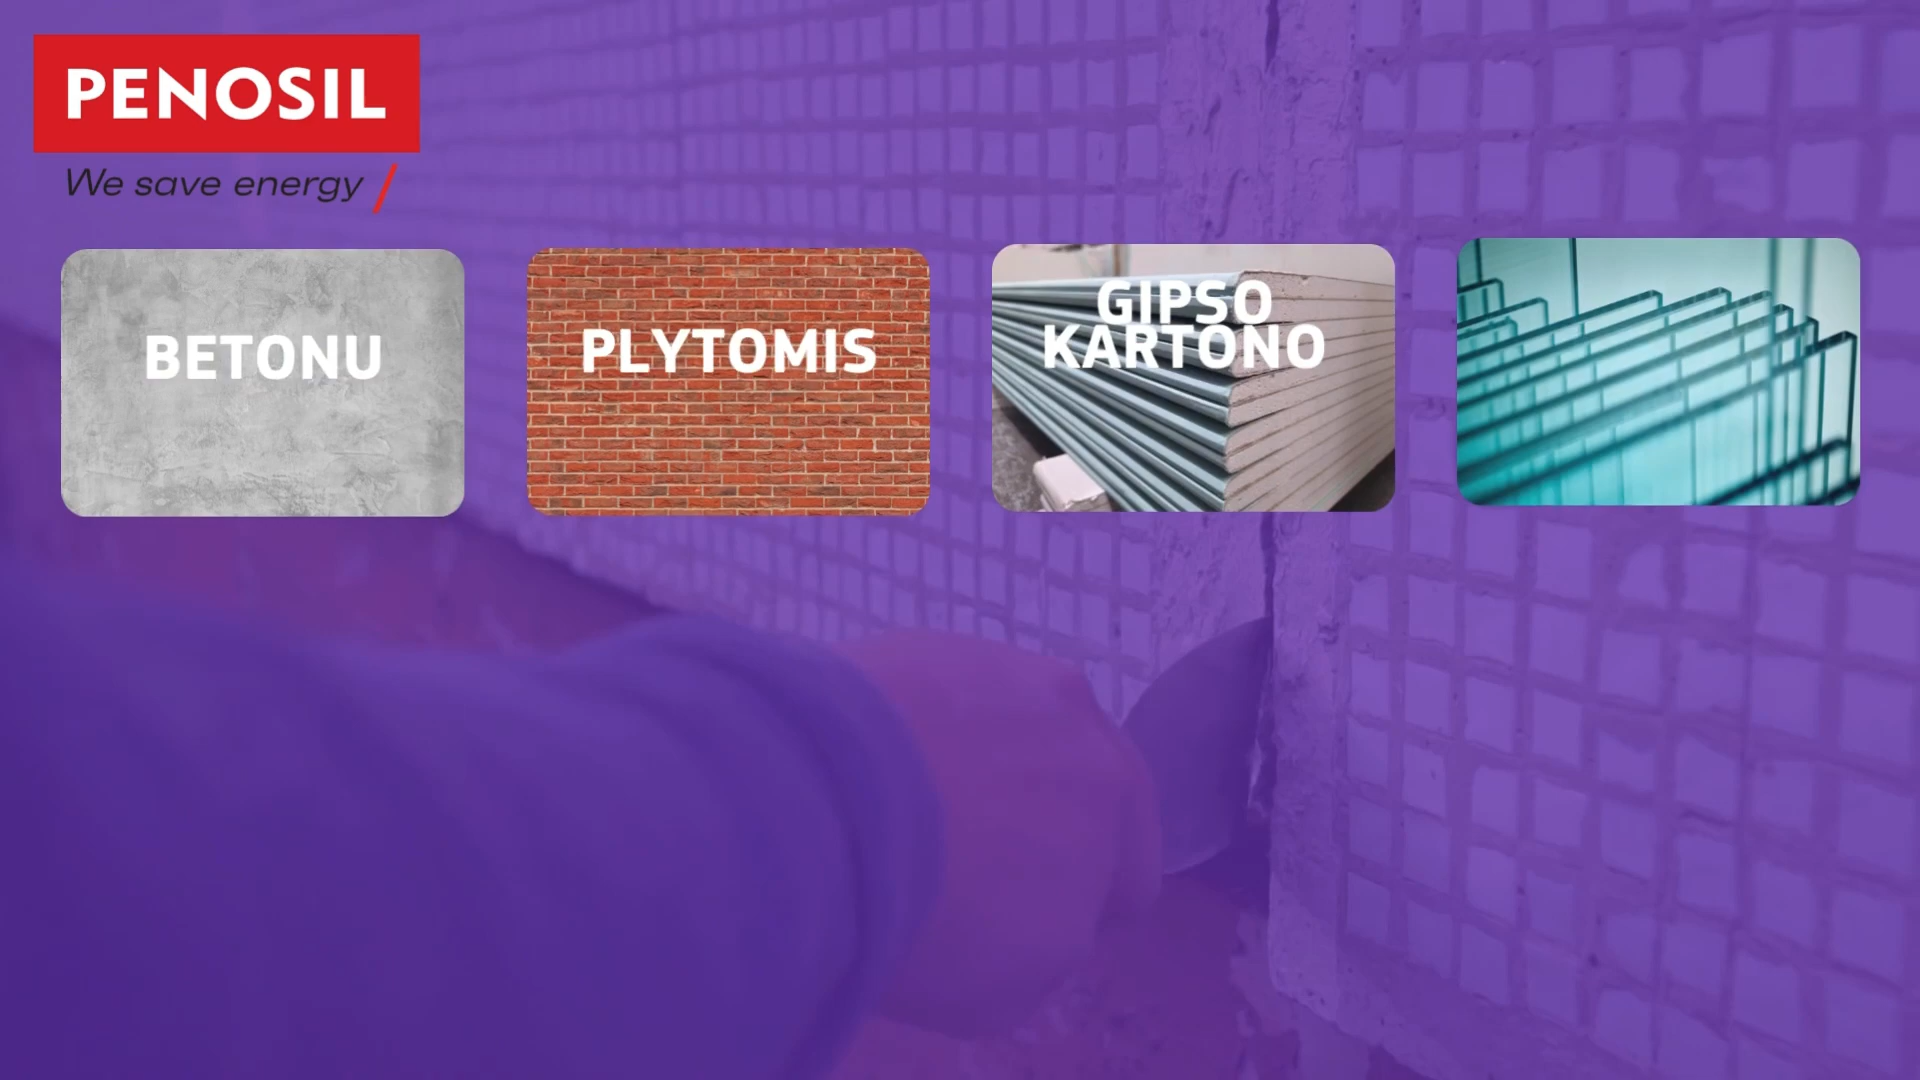 PENOSIL
We save energy
BETONU
PLYTOMIS
GIPSO
KARTONO